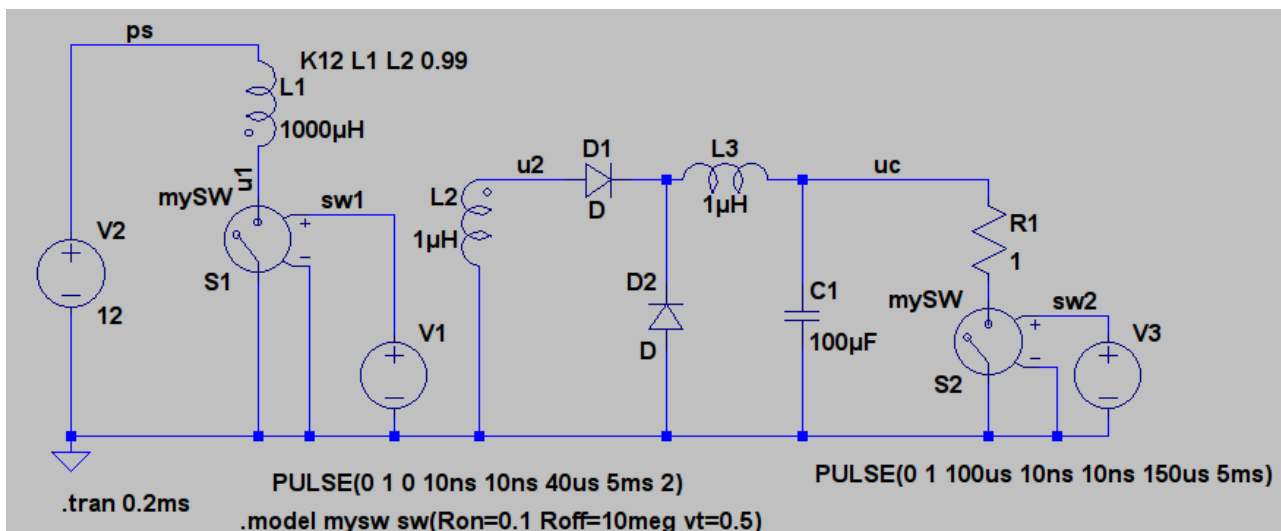 ps
K12 L1 L2 0.99
L1
1000µH
u1
mySW
sw1
S1
V2
12
V1
L2
1µH
u2
D1
D
L3
1µH
uc
D2
D
C1
100µF
R1
1
mySW
sw2
S2
V3
+
−
+
−
+
−
+
−
+
−
PULSE(0 1 0 10ns 10ns 40us 5ms 2)
PULSE(0 1 100us 10ns 10ns 150us 5ms)
.tran 0.2ms
.model mysw sw(Ron=0.1 Roff=10meg vt=0.5)